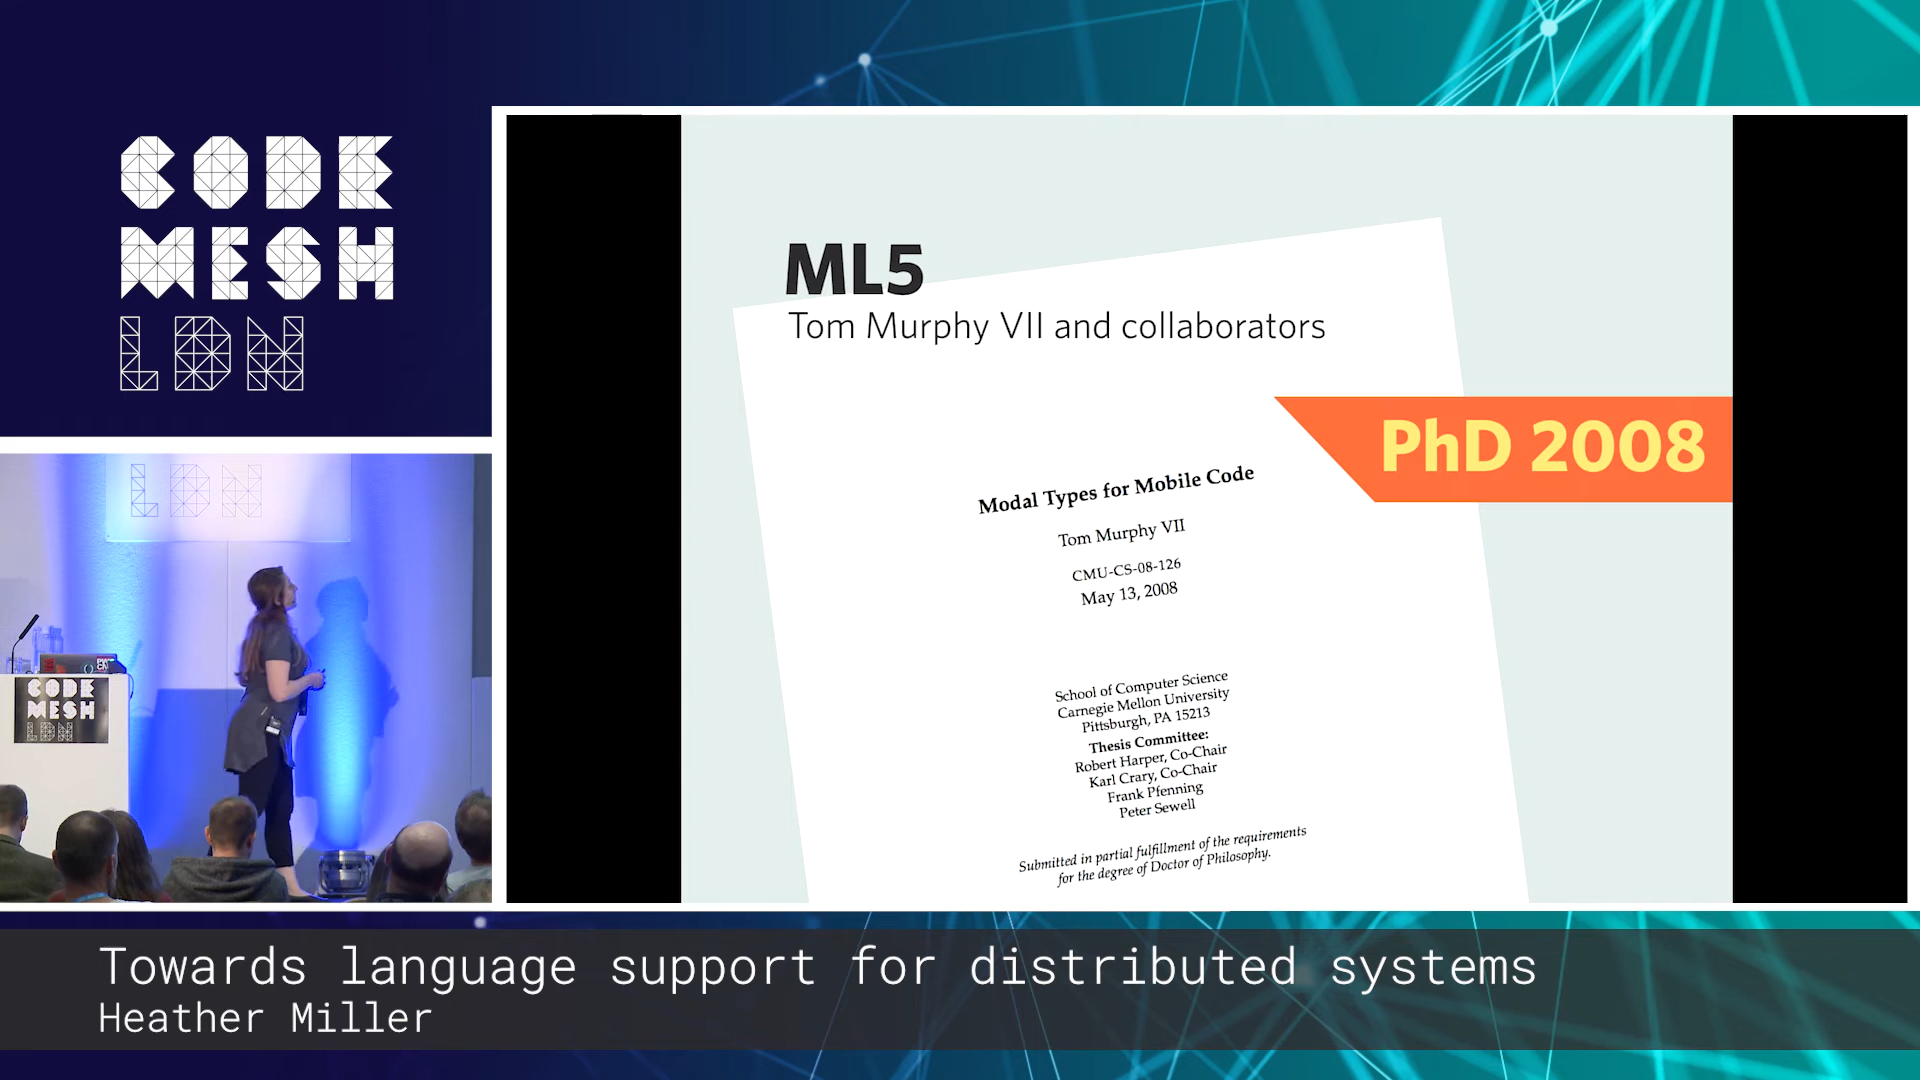 CODE
MESH
LDN
ML5
Tom Murphy VII and collaborators
PhD 2008
Modal Types for Mobile Code
Tom Murphy VII
CMU-CS-08-126
May 13, 2008
School of Computer Science
Carnegie Mellon University
Pittsburgh, PA 15213
Thesis Committee:
Robert Harper, Co-Chair
Karl Crary, Co-Chair
Frank Pfenning
Peter Sewell
Submitted in partial fulfillment of the requirements
for the degree of Doctor of Philosophy.
LDN
CODE
MESH
LDN
Towards language support for distributed systems
Heather Miller